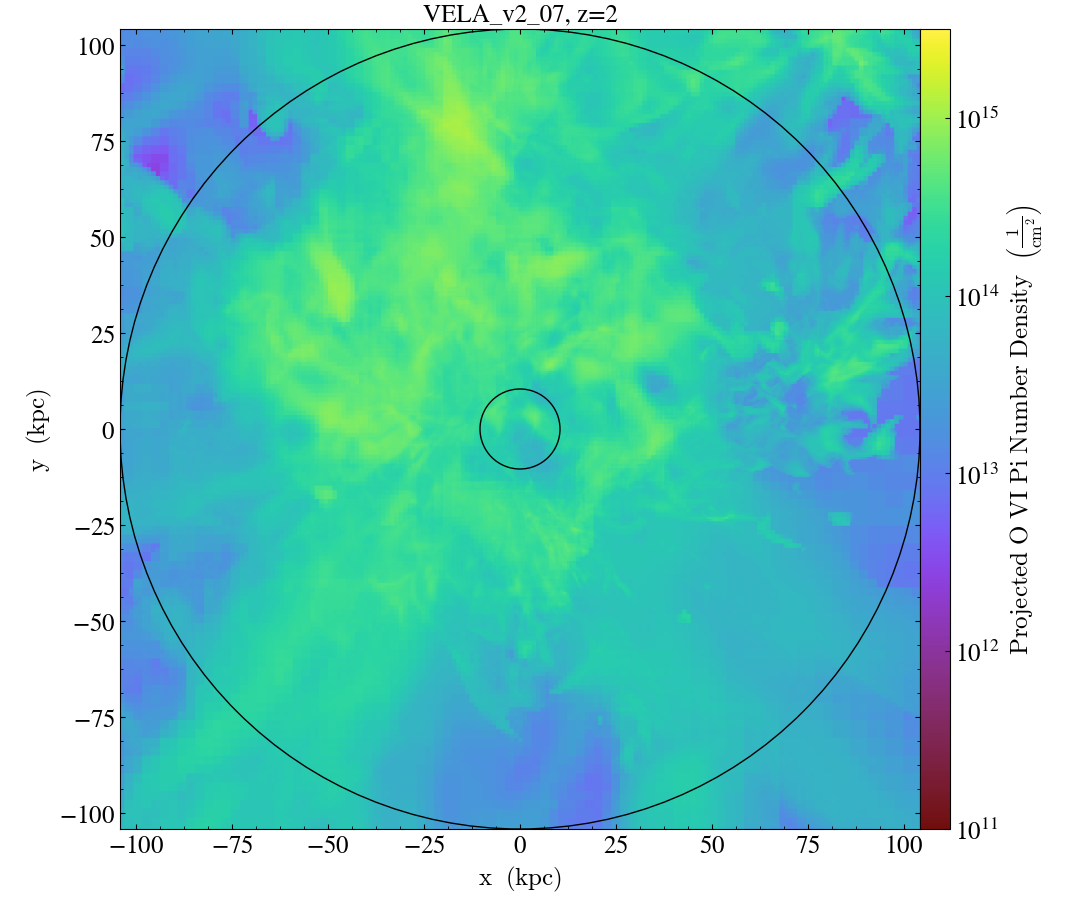 VELA_v2_07, z=2
100
75
50
25
0
−25
−50
−75
−100
y (kpc)
−100 −75 −50 −25 0 25 50 75 100
x (kpc)
10^15
10^14
10^13
10^12
10^11
Projected O VI Pi Number Density (1/cm^2)